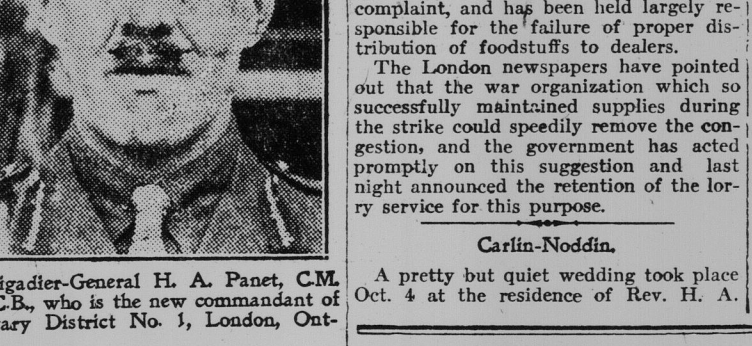 complaint, and has been held largely re-
sponsible for the failure of proper dis-
tribution of foodstuffs to dealers.
The London newspapers have pointed
out that the war organization which so
successfully maintained supplies during
the strike could speedily remove the con-
gestion, and the government has acted
promptly on this suggestion and last
night announced the retention of the lor-
ry service for this purpose.
Carlin-Noddin.
A pretty but quiet wedding took place
Oct. 4 at the residence of Rev. H. A.
igadier-General H. A. Panet, C.M.
C.B., who is the new commandant of
tary District No. 1, London, Ont-